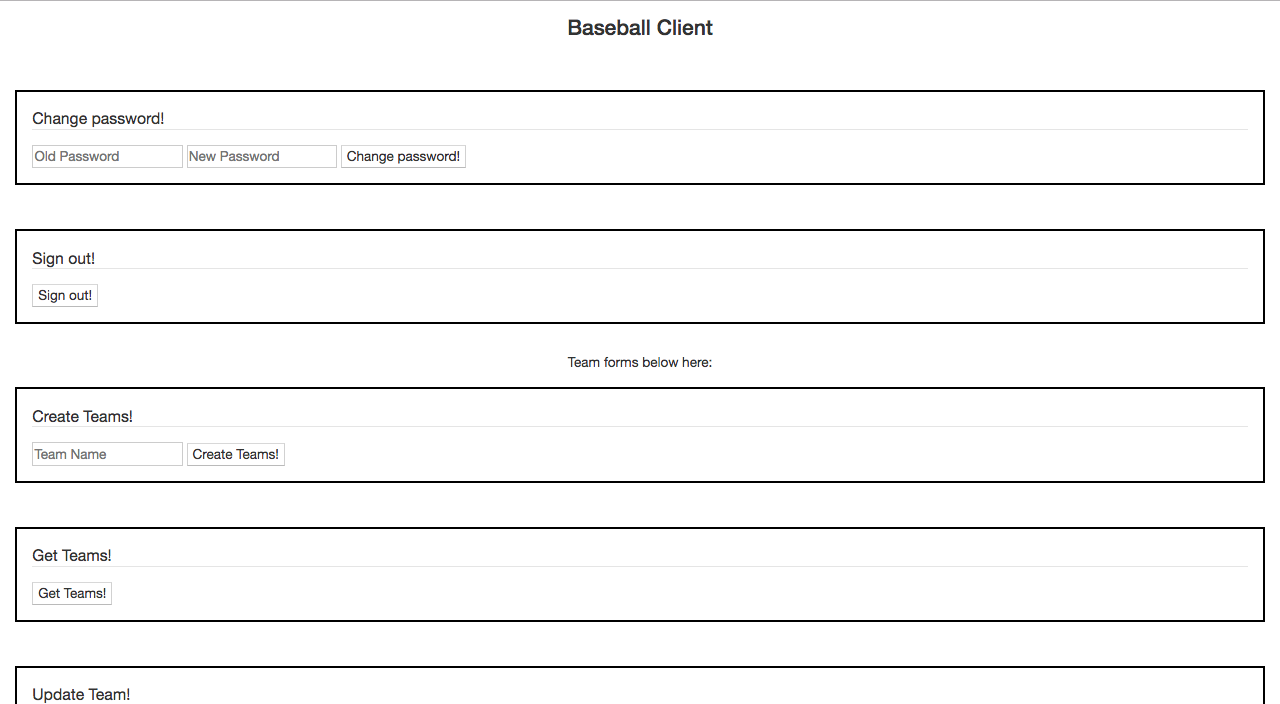 Baseball Client
Change password!
Old Password New Password Change password!
Sign out!
Sign out!
Team forms below here:
Create Teams!
Team Name Create Teams!
Get Teams!
Get Teams!
Update Team!